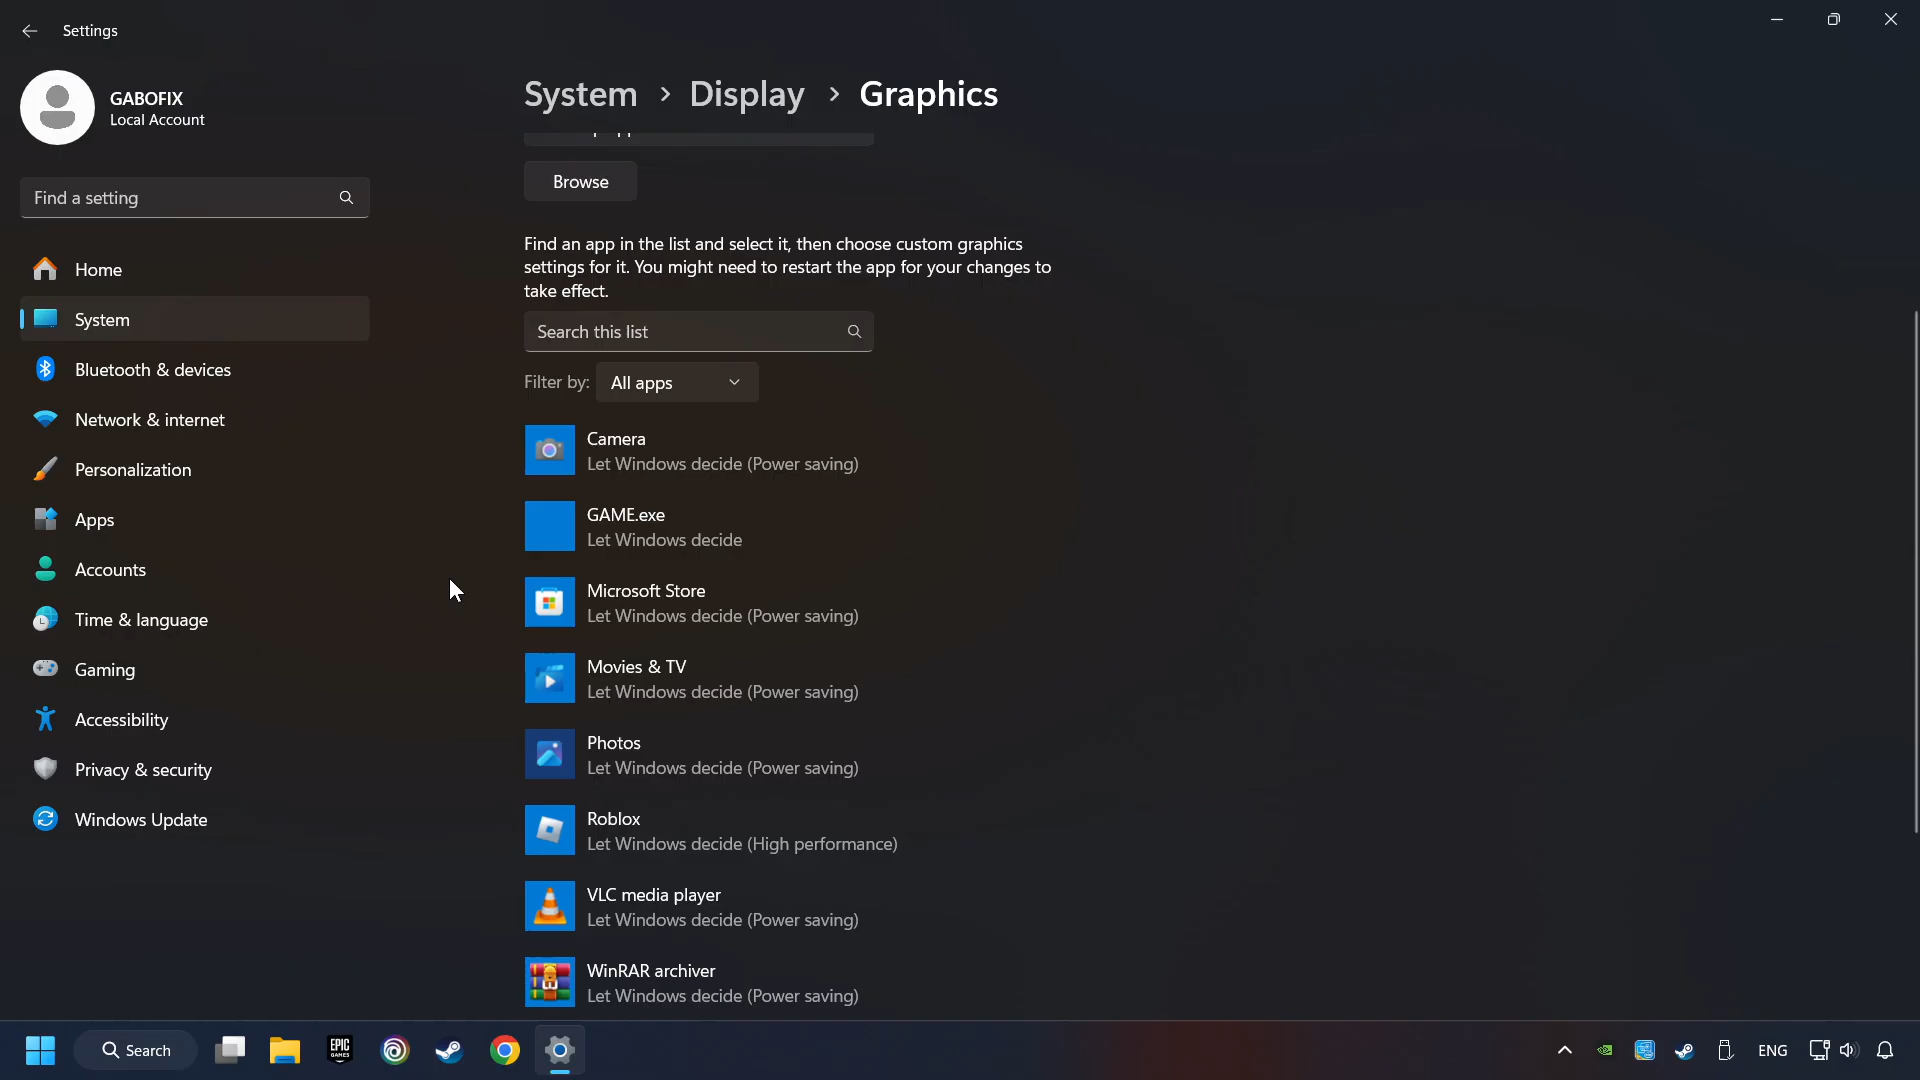 Settings
GABOFIX
Local Account
Find a setting
Home
System
Bluetooth & devices
Network & internet
Personalization
Apps
Accounts
Time & language
Gaming
Accessibility
Privacy & security
Windows Update
System > Display > Graphics
Browse
Find an app in the list and select it, then choose custom graphics
settings for it. You might need to restart the app for your changes to
take effect.
Search this list
Filter by: All apps
Camera
Let Windows decide (Power saving)
GAME.exe
Let Windows decide
Microsoft Store
Let Windows decide (Power saving)
Movies & TV
Let Windows decide (Power saving)
Photos
Let Windows decide (Power saving)
Roblox
Let Windows decide (High performance)
VLC media player
Let Windows decide (Power saving)
WinRAR archiver
Let Windows decide (Power saving)
Search
EPIC
GAMES
ENG